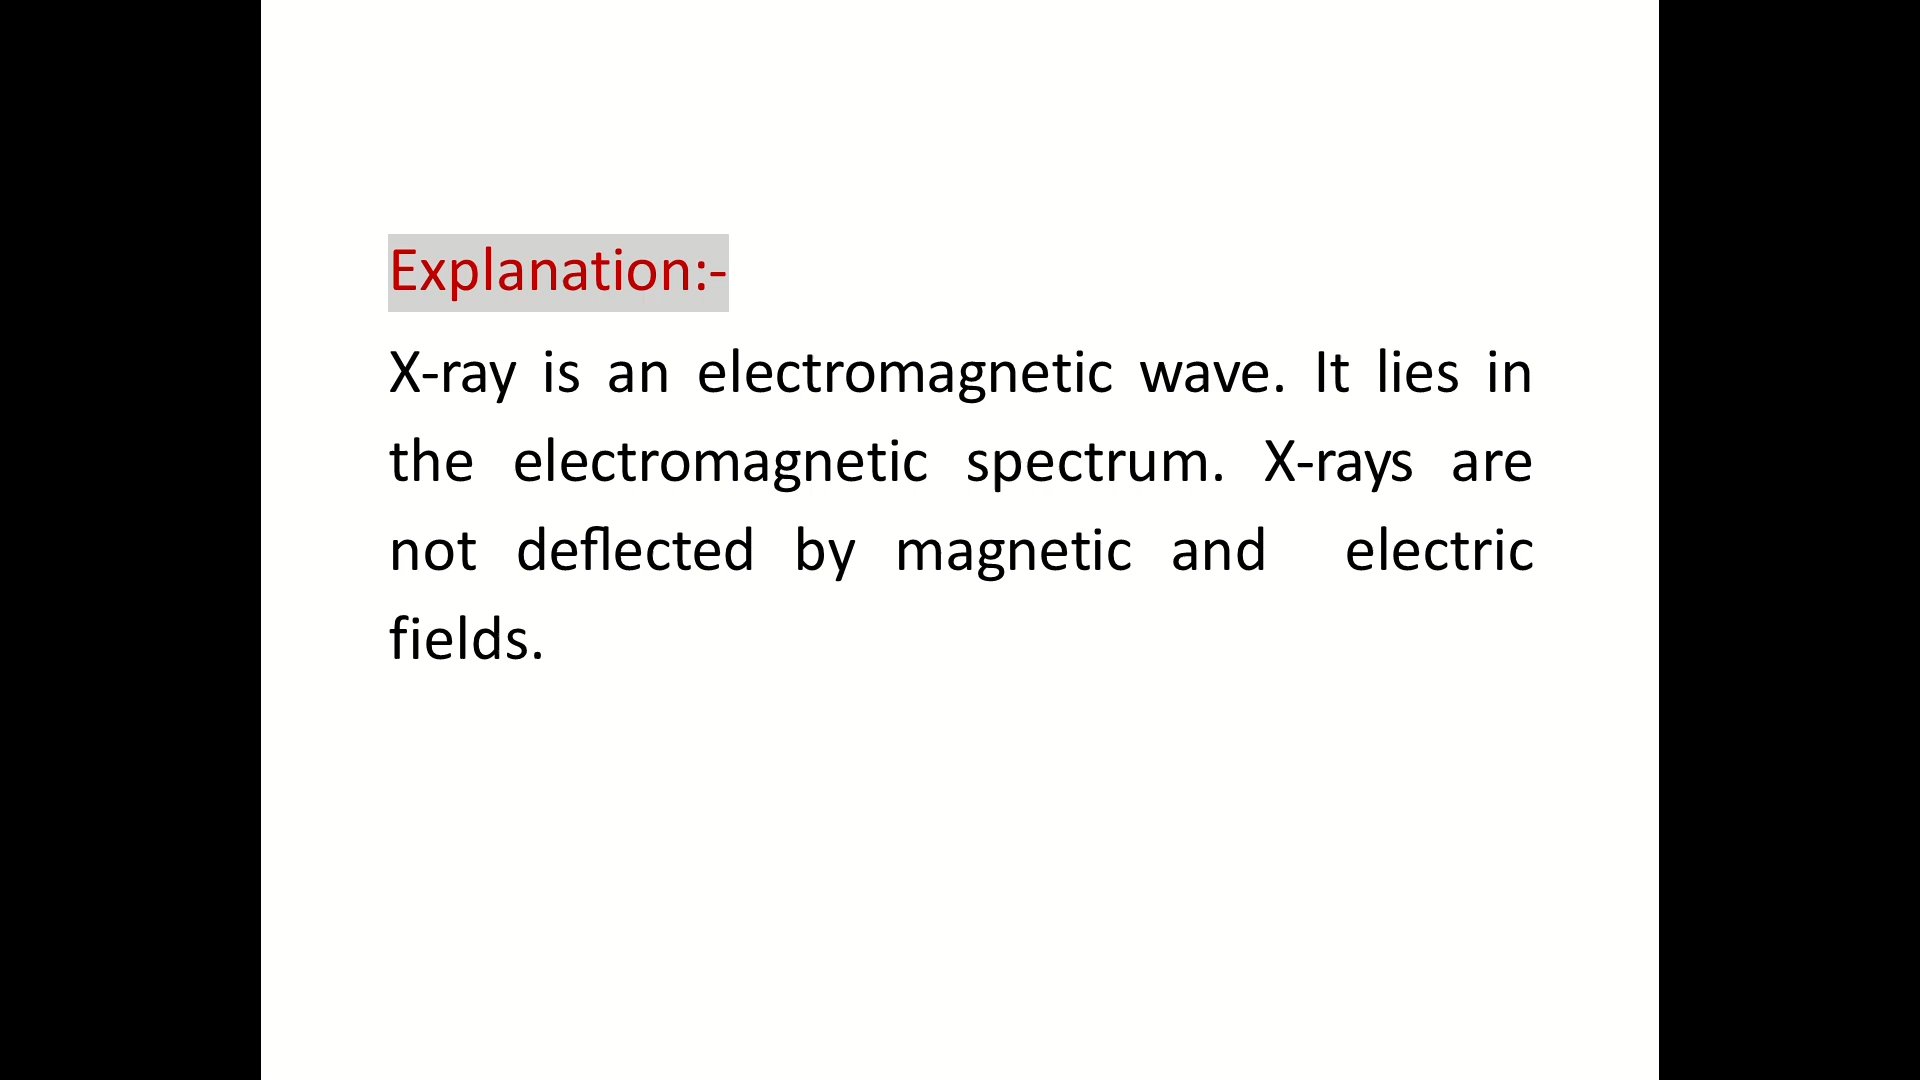 Explanation:-
X-ray is an electromagnetic wave. It lies in
the electromagnetic spectrum. X-rays are
not deflected by magnetic and electric
fields.